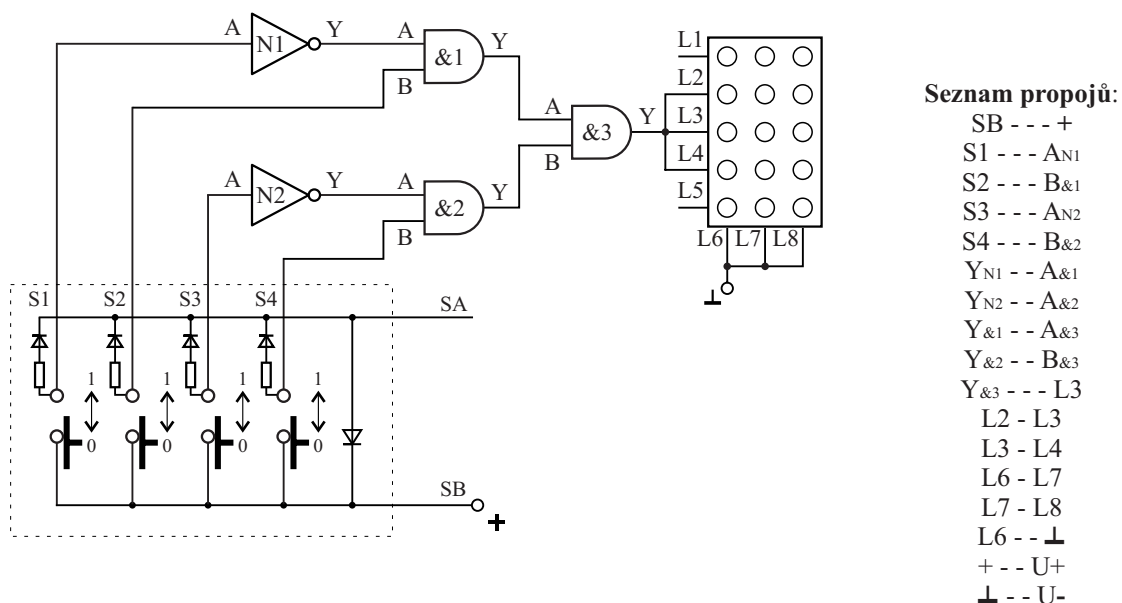 A N1 Y A &1 Y
B
A &3 Y
B
A N2 Y A &2 Y
B
L1
L2
L3
L4
L5
L6 L7 L8
⊥
S1 S2 S3 S4 SA
1 1 1 1
0 0 0 0
SB
+
Seznam propojů:
SB - - - +
S1 - - - AN1
S2 - - - B&1
S3 - - - AN2
S4 - - - B&2
YN1 - - A&1
YN2 - - A&2
Y&1 - - A&3
Y&2 - - B&3
Y&3 - - - L3
L2 - L3
L3 - L4
L6 - L7
L7 - L8
L6 - - ⊥
+ - - U+
⊥ - - U-